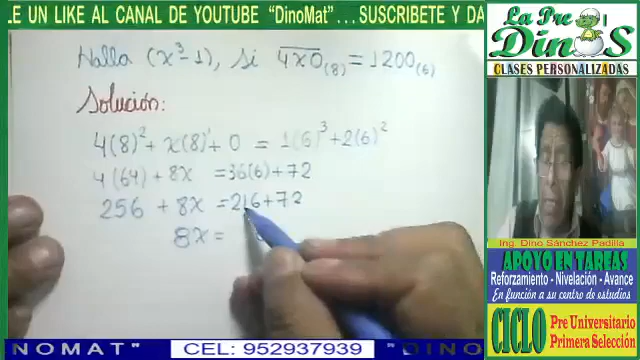 LE UN LIKE AL CANAL DE YOUTUBE "DinoMat"... SUSCRIBETE Y DA
La Pre
DinoS
CLASES PERSONALIZADAS
Halla (x³-1), Si 4x0(8) = 1200(6)
Solución:
4(8)² + x(8)¹ + 0 = 1(6)³ + 2(6)²
4(64) + 8x = 36(6) + 72
256 + 8x = 216 + 72
8x =
Ing. Dino Sánchez Padilla
APOYO EN TAREAS
Reforzamiento - Nivelación - Avance
En función a su centro de estudios
CICLO Pre Universitario
Primera Selección
NOMAT" CEL: 952937939 "DINO